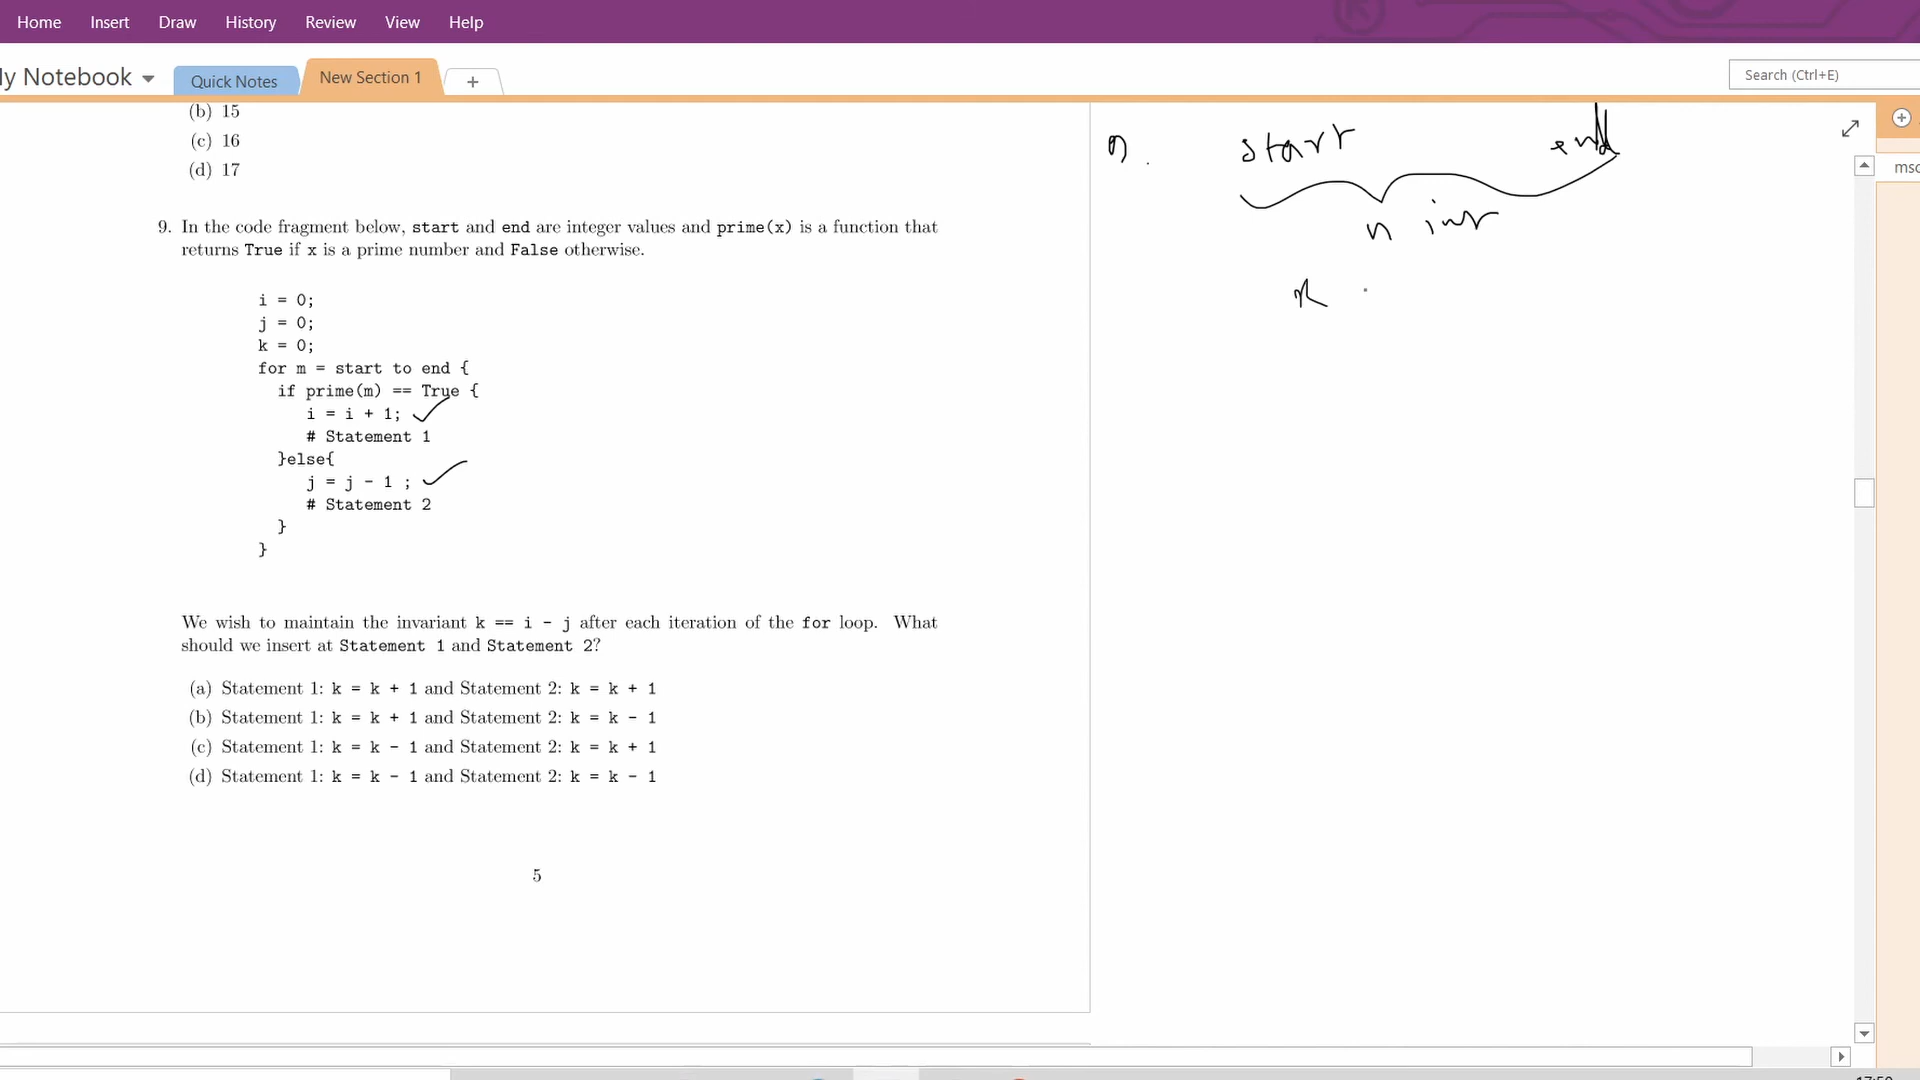 Home Insert Draw History Review View Help
ly Notebook Quick Notes New Section 1 +
Search (Ctrl+E)
(b) 15
(c) 16
(d) 17
9. In the code fragment below, start and end are integer values and prime(x) is a function that
returns True if x is a prime number and False otherwise.
i = 0;
j = 0;
k = 0;
for m = start to end {
if prime(m) == True {
i = i + 1;
# Statement 1
}else{
j = j - 1 ;
# Statement 2
}
}
We wish to maintain the invariant k == i - j after each iteration of the for loop. What
should we insert at Statement 1 and Statement 2?
(a) Statement 1: k = k + 1 and Statement 2: k = k + 1
(b) Statement 1: k = k + 1 and Statement 2: k = k - 1
(c) Statement 1: k = k - 1 and Statement 2: k = k + 1
(d) Statement 1: k = k - 1 and Statement 2: k = k - 1
5
start end
n
msc